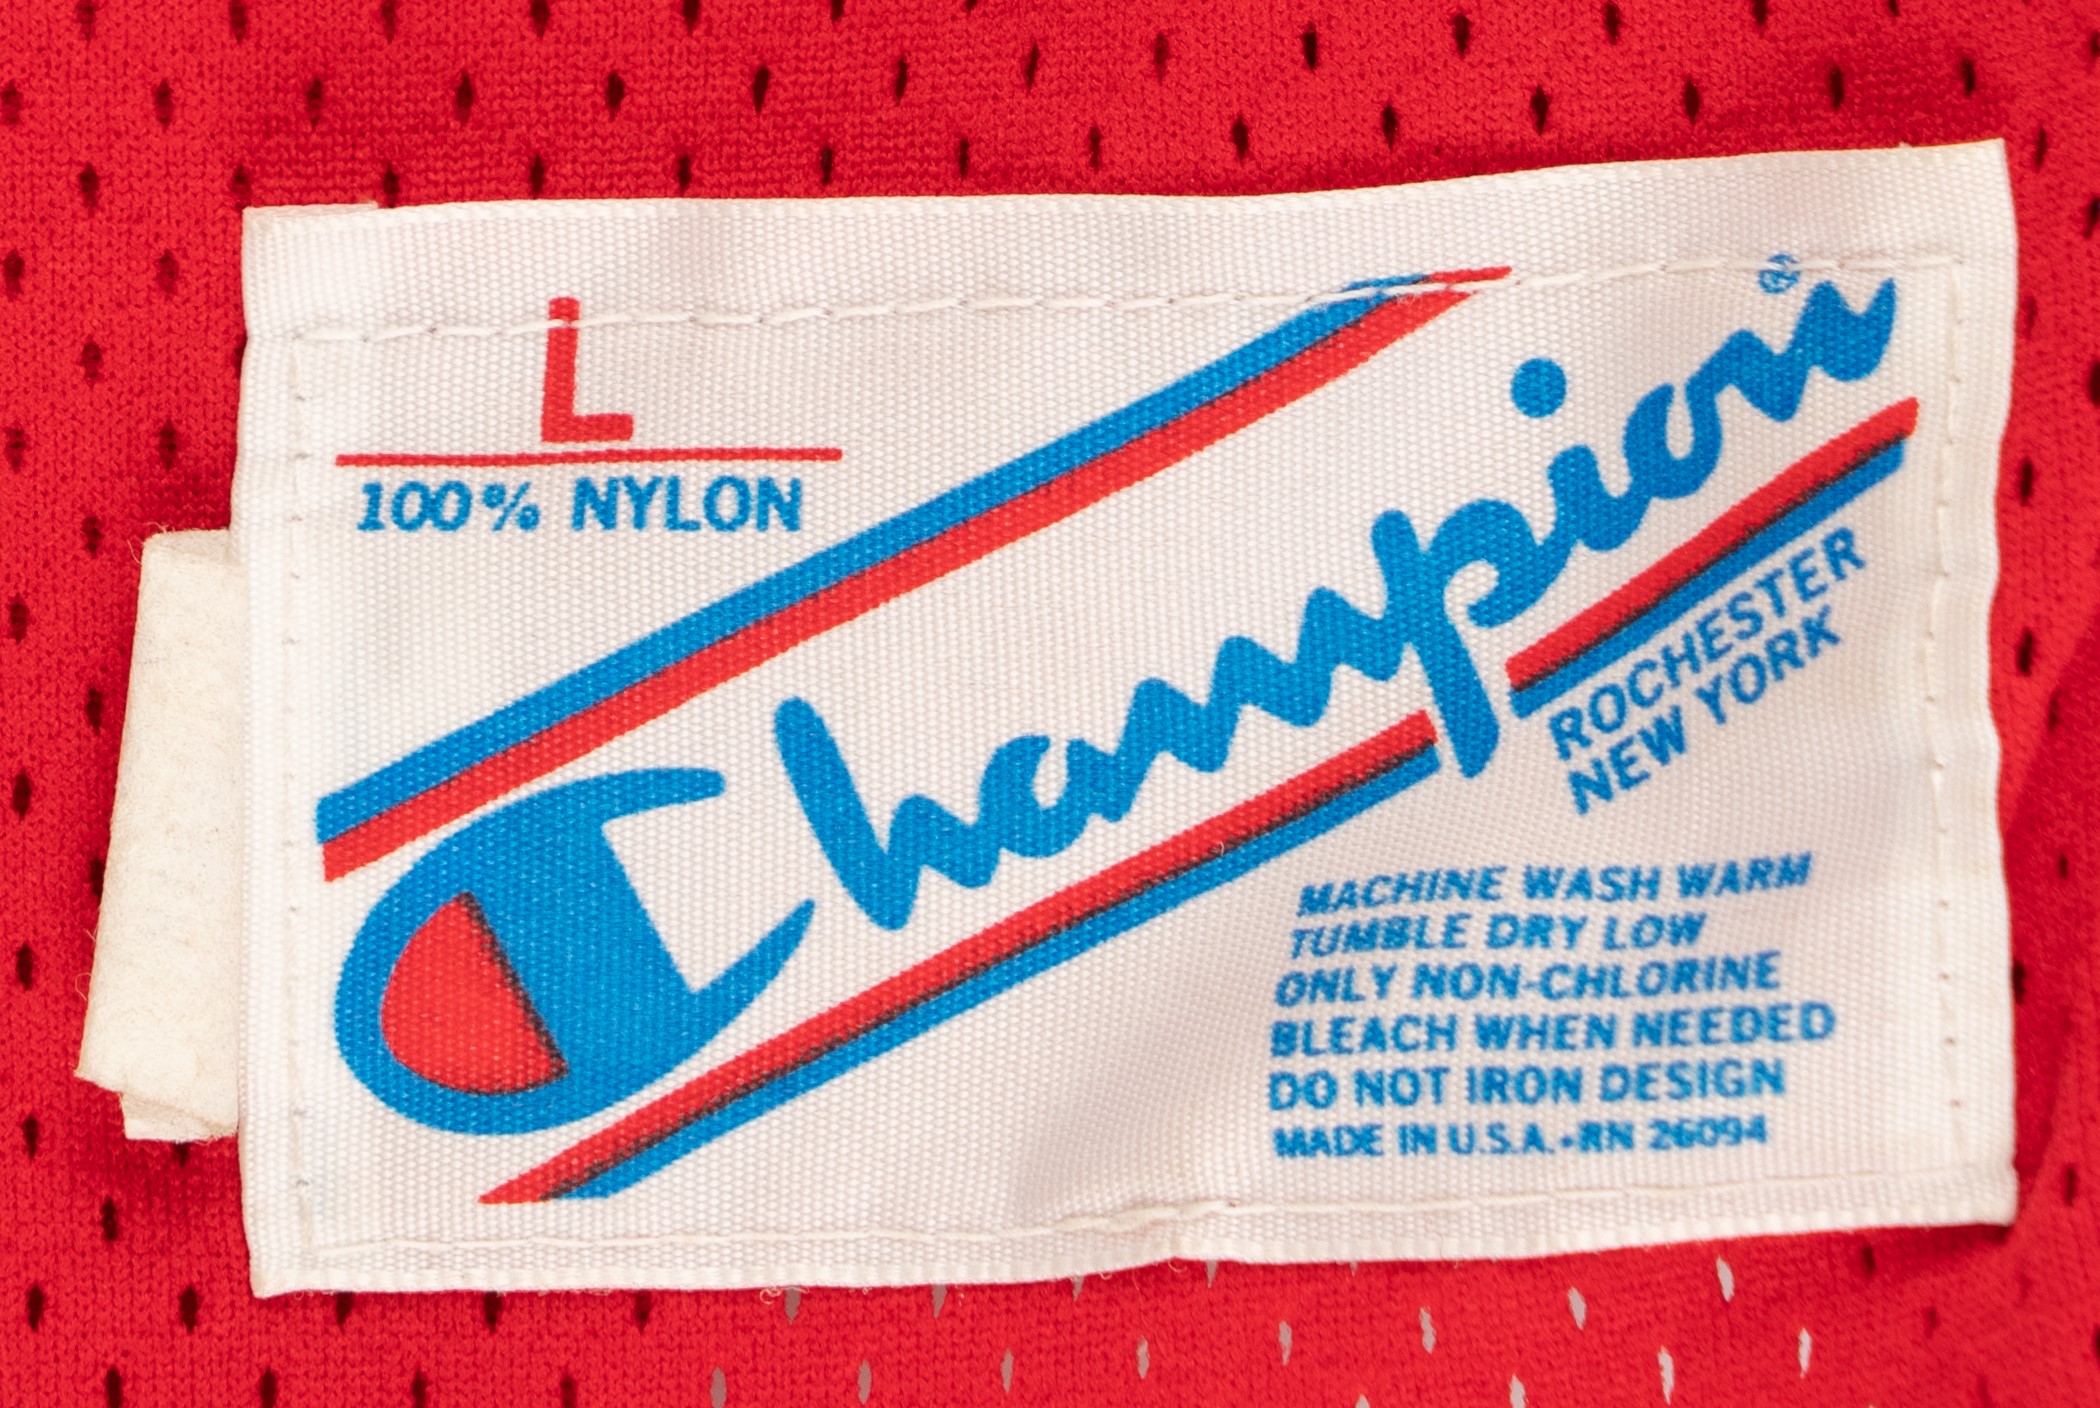 L
100% NYLON
Champion®
ROCHESTER
NEW YORK
MACHINE WASH WARM
TUMBLE DRY LOW
ONLY NON-CHLORINE
BLEACH WHEN NEEDED
DO NOT IRON DESIGN
MADE IN U.S.A.-RN 26094